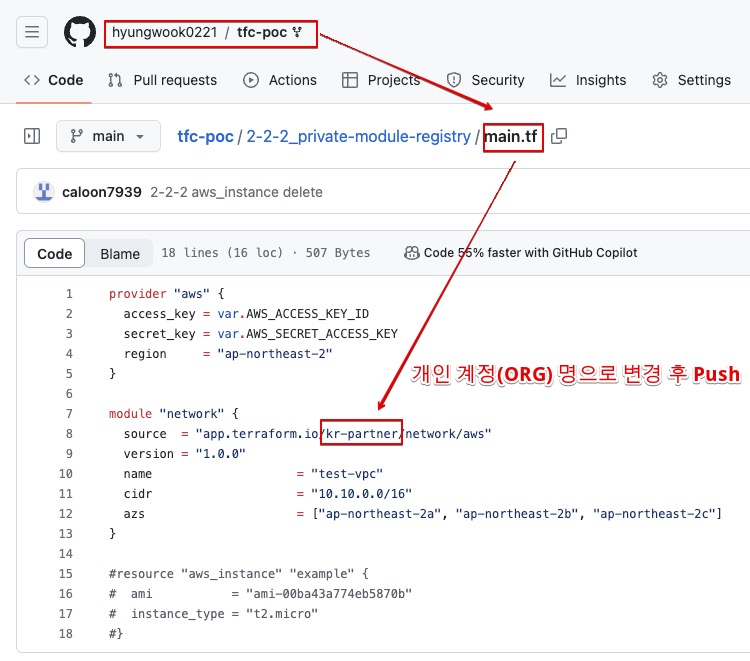 hyungwook0221 / tfc-poc
Code Pull requests Actions Projects Security Insights Settings
main tfc-poc / 2-2-2_private-module-registry / main.tf
caloon7939 2-2-2 aws_instance delete
Code Blame 18 lines (16 loc) · 507 Bytes Code 55% faster with GitHub Copilot
1 provider "aws" {
2 access_key = var.AWS_ACCESS_KEY_ID
3 secret_key = var.AWS_SECRET_ACCESS_KEY
4 region = "ap-northeast-2"
5 }
개인 계정(ORG) 명으로 변경 후 Push
6
7 module "network" {
8 source = "app.terraform.io/kr-partner/network/aws"
9 version = "1.0.0"
10 name = "test-vpc"
11 cidr = "10.10.0.0/16"
12 azs = ["ap-northeast-2a", "ap-northeast-2b", "ap-northeast-2c"]
13 }
14
15 #resource "aws_instance" "example" {
16 # ami = "ami-00ba43a774eb5870b"
17 # instance_type = "t2.micro"
18 #}